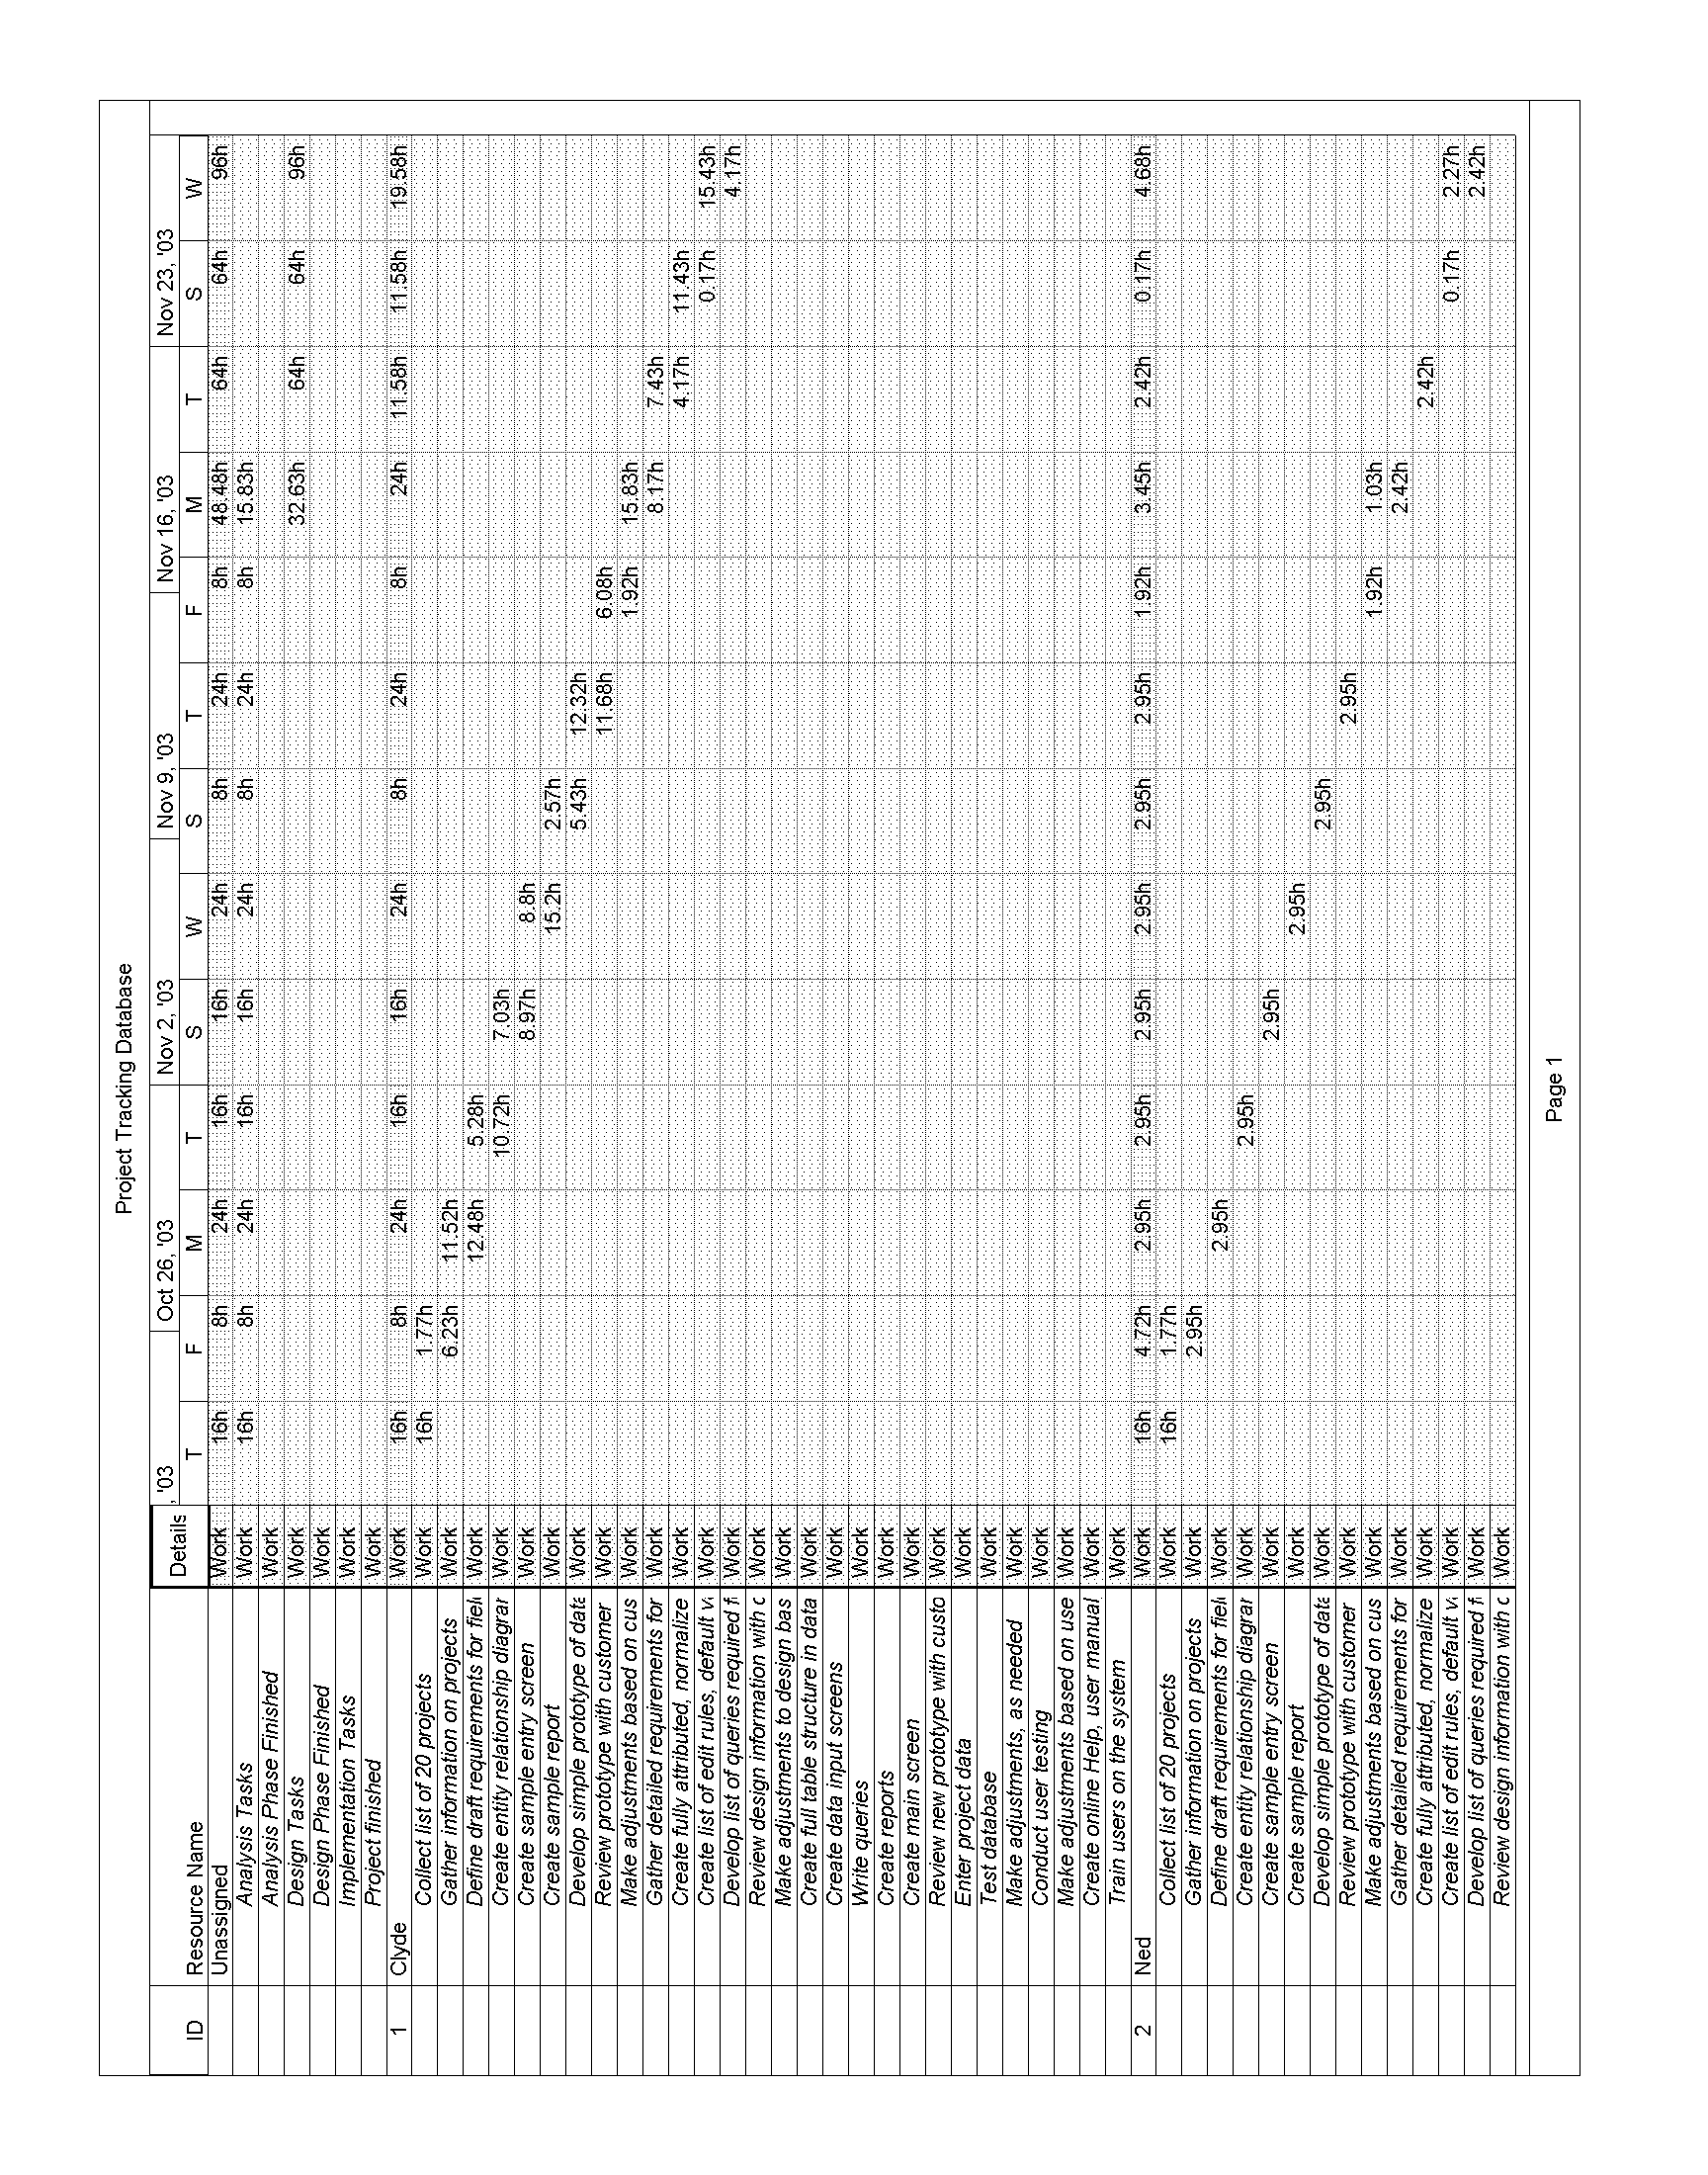 Project Tracking Database
ID Resource Name Details , '03 Oct 26, '03 Nov 2, '03 Nov 9, '03 Nov 16, '03 Nov 23, '03
T F M T S W S T F M T S W
Unassigned Work 16h 8h 24h 16h 16h 24h 8h 24h 8h 48.48h 64h 64h 96h
Analysis Tasks Work 16h 8h 24h 16h 16h 24h 8h 24h 8h 15.83h
Analysis Phase Finished Work
Design Tasks Work 32.63h 64h 64h 96h
Design Phase Finished Work
Implementation Tasks Work
Project finished Work
1 Clyde Work 16h 8h 24h 16h 16h 24h 8h 24h 8h 24h 11.58h 11.58h 19.58h
Collect list of 20 projects Work 16h 1.77h
Gather information on projects Work 6.23h 11.52h
Define draft requirements for fiel Work 12.48h 5.28h
Create entity relationship diagrar Work 10.72h 7.03h
Create sample entry screen Work 8.97h 8.8h
Create sample report Work 15.2h 2.57h
Develop simple prototype of data Work 5.43h 12.32h
Review prototype with customer Work 11.68h 6.08h
Make adjustments based on cus Work 1.92h 15.83h
Gather detailed requirements for Work 8.17h 7.43h
Create fully attributed, normalize Work 4.17h 11.43h
Create list of edit rules, default v Work 0.17h 15.43h
Develop list of queries required f Work 4.17h
Review design information with c Work
Make adjustments to design bas Work
Create full table structure in data Work
Create data input screens Work
Write queries Work
Create reports Work
Create main screen Work
Review new prototype with custo Work
Enter project data Work
Test database Work
Make adjustments, as needed Work
Conduct user testing Work
Make adjustments based on use Work
Create online Help, user manual Work
Train users on the system Work
2 Ned Work 16h 4.72h 2.95h 2.95h 2.95h 2.95h 2.95h 2.95h 1.92h 3.45h 2.42h 0.17h 4.68h
Collect list of 20 projects Work 16h 1.77h
Gather information on projects Work 2.95h
Define draft requirements for fiel Work 2.95h
Create entity relationship diagrar Work 2.95h
Create sample entry screen Work 2.95h
Create sample report Work 2.95h
Develop simple prototype of data Work 2.95h
Review prototype with customer Work 2.95h
Make adjustments based on cus Work 1.92h 1.03h
Gather detailed requirements for Work 2.42h
Create fully attributed, normalize Work 2.42h
Create list of edit rules, default v Work 0.17h 2.27h
Develop list of queries required f Work 2.42h
Review design information with c Work
Page 1